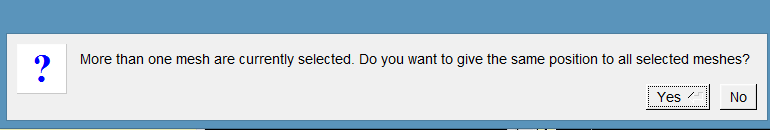 ?
More than one mesh are currently selected. Do you want to give the same position to all selected meshes?
Yes No